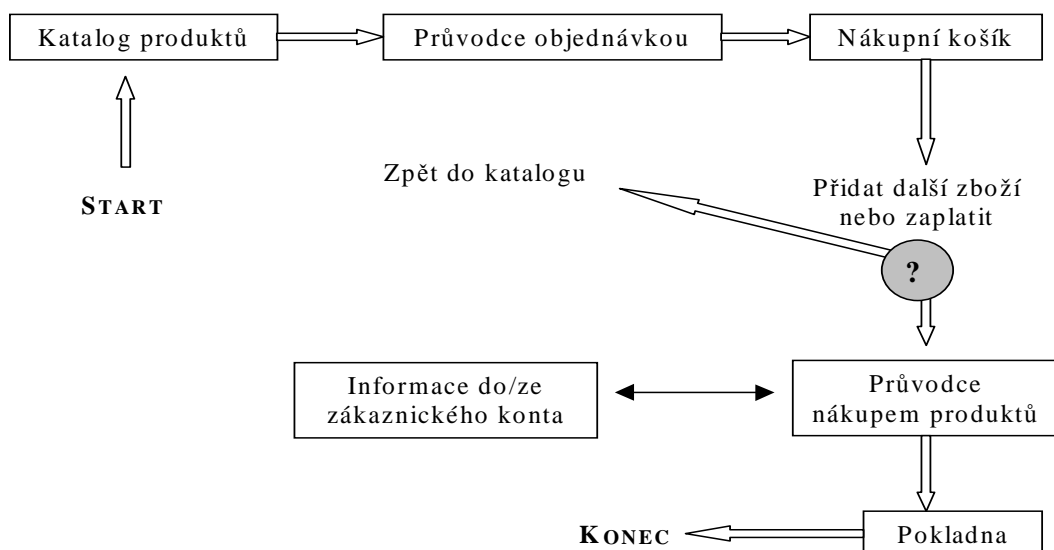 Katalog produktů
Průvodce objednávkou
Nákupní košík
Zpět do katalogu
START
Přidat další zboží
nebo zaplatit
?
Informace do/ze
zákaznického konta
Průvodce
nákupem produktů
KONEC
Pokladna